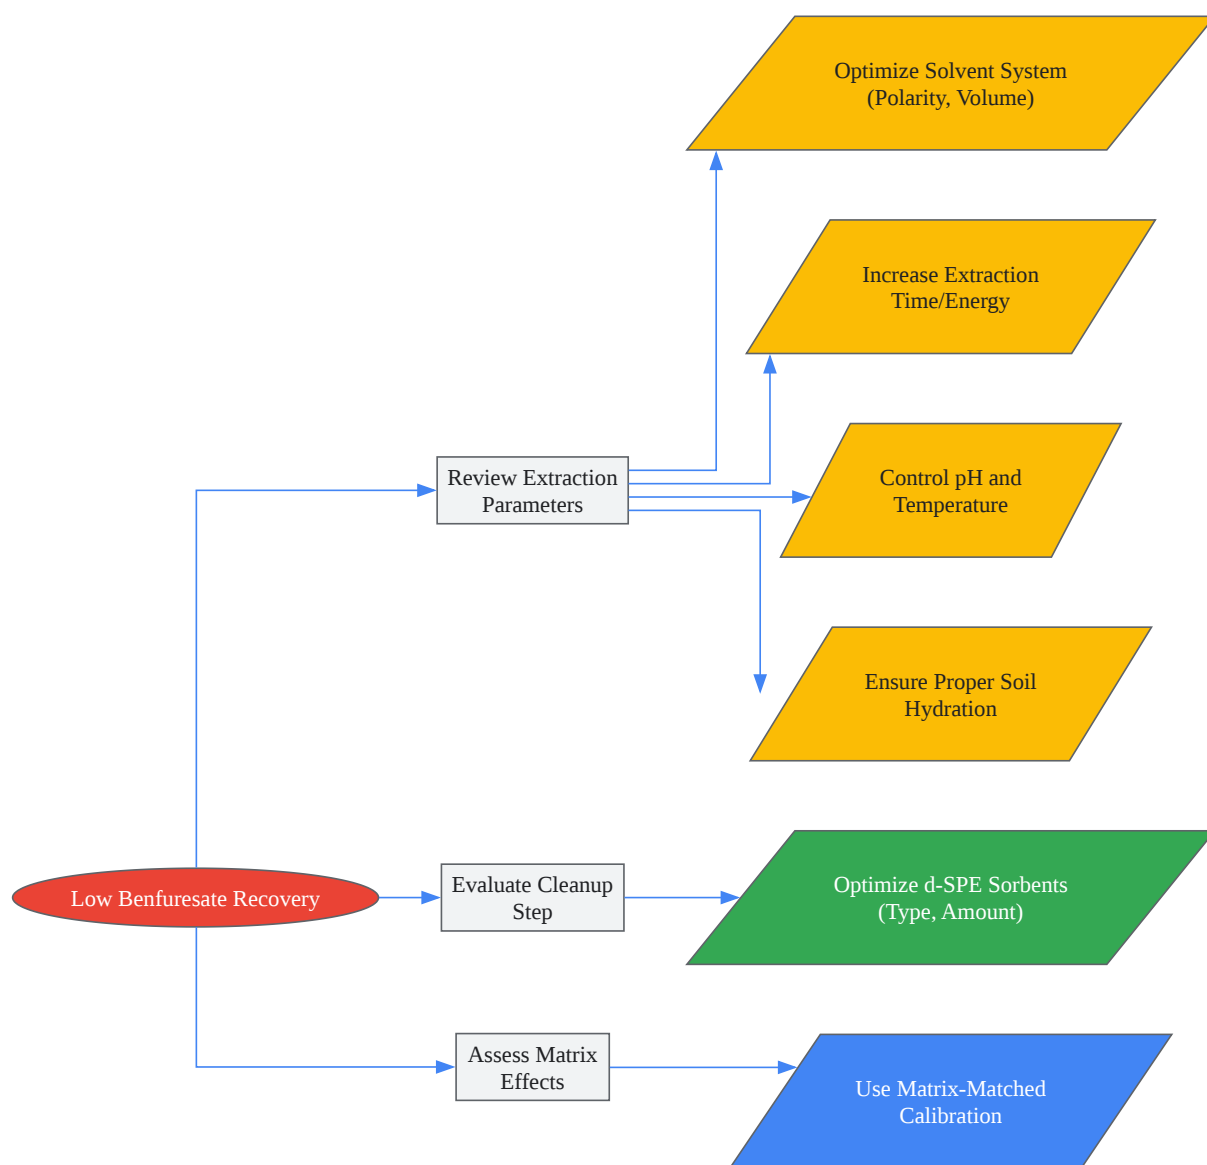 Optimize Solvent System
(Polarity, Volume)
Increase Extraction
Time/Energy
Review Extraction
Parameters
Control pH and
Temperature
Ensure Proper Soil
Hydration
Low Benfuresate Recovery
Evaluate Cleanup
Step
Optimize d-SPE Sorbents
(Type, Amount)
Assess Matrix
Effects
Use Matrix-Matched
Calibration